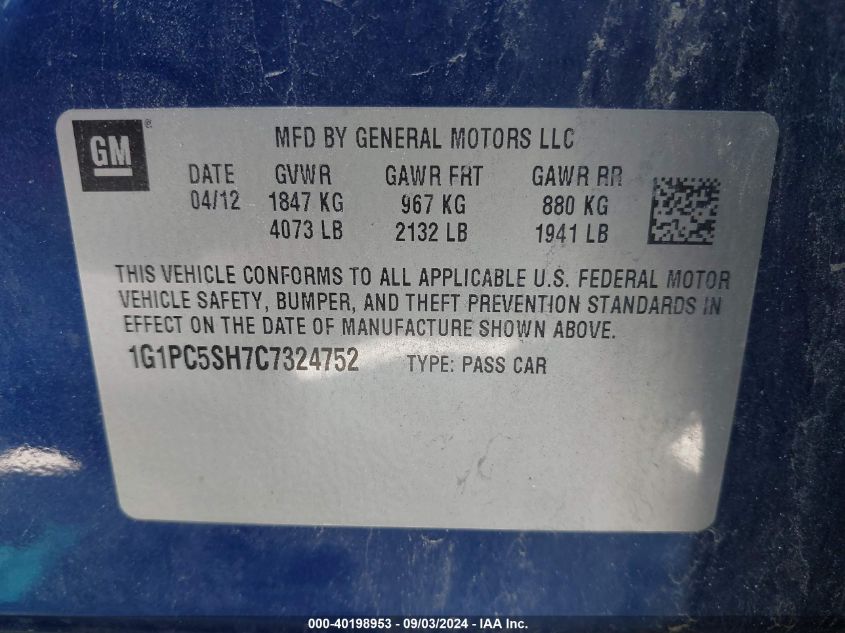 GM ®
MFD BY GENERAL MOTORS LLC
DATE GVWR GAWR FRT GAWR RR
04/12 1847 KG 967 KG 880 KG
4073 LB 2132 LB 1941 LB
THIS VEHICLE CONFORMS TO ALL APPLICABLE U.S. FEDERAL MOTOR
VEHICLE SAFETY, BUMPER, AND THEFT PREVENTION STANDARDS IN
EFFECT ON THE DATE OF MANUFACTURE SHOWN ABOVE.
1G1PC5SH7C7324752 TYPE: PASS CAR
000-40198953 - 09/03/2024 - IAA Inc.